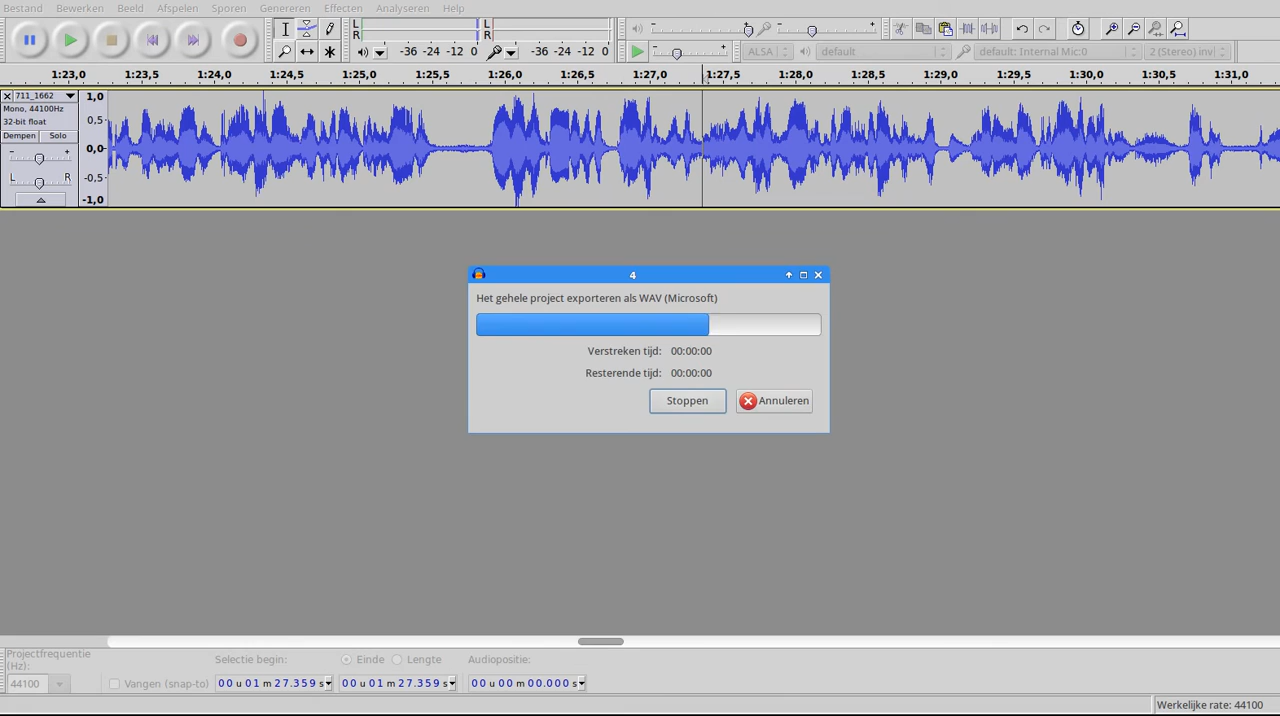 Bestand Bewerken Beeld Afspelen Sporen Genereren Effecten Analyseren Help
L
R
-36 -24 -12 0
L
R
-36 -24 -12 0
- +
- +
- +
ALSA default default: Internal Mic:0 2 (Stereo) invi
1:23,0 1:23,5 1:24,0 1:24,5 1:25,0 1:25,5 1:26,0 1:26,5 1:27,0 1:27,5 1:28,0 1:28,5 1:29,0 1:29,5 1:30,0 1:30,5 1:31,0
711_1662
Mono, 44100Hz
32-bit float
Dempen Solo
- +
L R
1,0
0,5
0,0
-0,5
-1,0
4
Het gehele project exporteren als WAV (Microsoft)
Verstreken tijd: 00:00:00
Resterende tijd: 00:00:00
Stoppen Annuleren
Projectfrequentie
(Hz):
44100
Vangen (snap-to)
Selectie begin: Einde Lengte Audiopositie:
00 u 01 m 27.359 s 00 u 01 m 27.359 s 00 u 00 m 00.000 s
Werkelijke rate: 44100